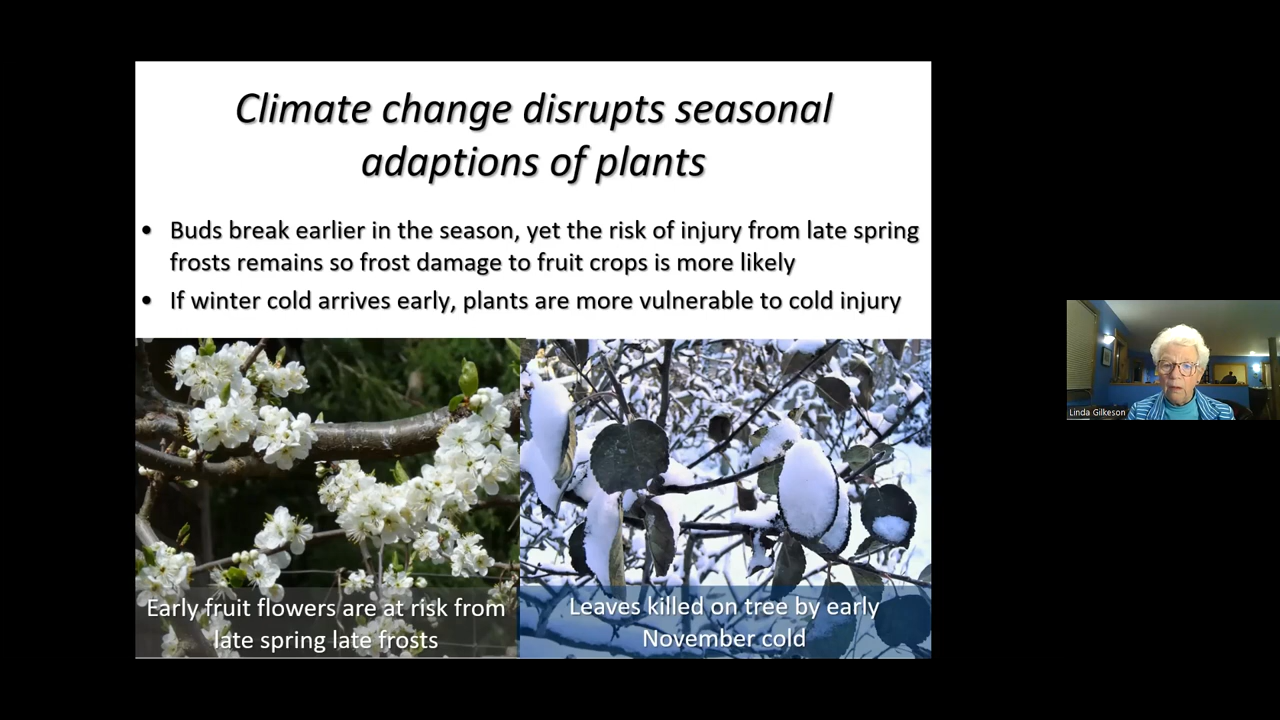 Climate change disrupts seasonal
adaptions of plants
• Buds break earlier in the season, yet the risk of injury from late spring
frosts remains so frost damage to fruit crops is more likely
• If winter cold arrives early, plants are more vulnerable to cold injury
Early fruit flowers are at risk from
late spring late frosts
Leaves killed on tree by early
November cold
Linda Gilkeson